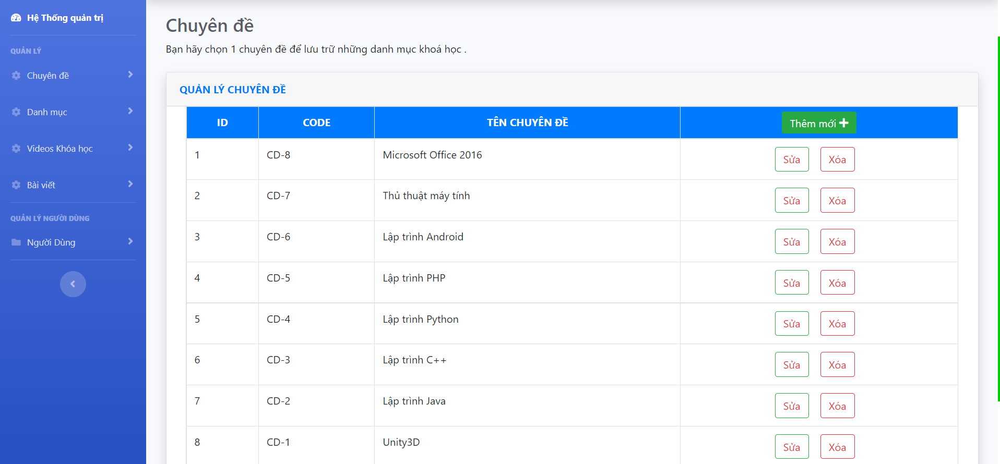 Hệ Thống quản trị
QUẢN LÝ
Chuyên đề
Danh mục
Videos Khóa học
Bài viết
QUẢN LÝ NGƯỜI DÙNG
Người Dùng
Chuyên đề
Bạn hãy chọn 1 chuyên đề để lưu trữ những danh mục khoá học .
QUẢN LÝ CHUYÊN ĐỀ
ID CODE TÊN CHUYÊN ĐỀ Thêm mới
1 CD-8 Microsoft Office 2016 Sửa Xóa
2 CD-7 Thủ thuật máy tính Sửa Xóa
3 CD-6 Lập trình Android Sửa Xóa
4 CD-5 Lập trình PHP Sửa Xóa
5 CD-4 Lập trình Python Sửa Xóa
6 CD-3 Lập trình C++ Sửa Xóa
7 CD-2 Lập trình Java Sửa Xóa
8 CD-1 Unity3D Sửa Xóa